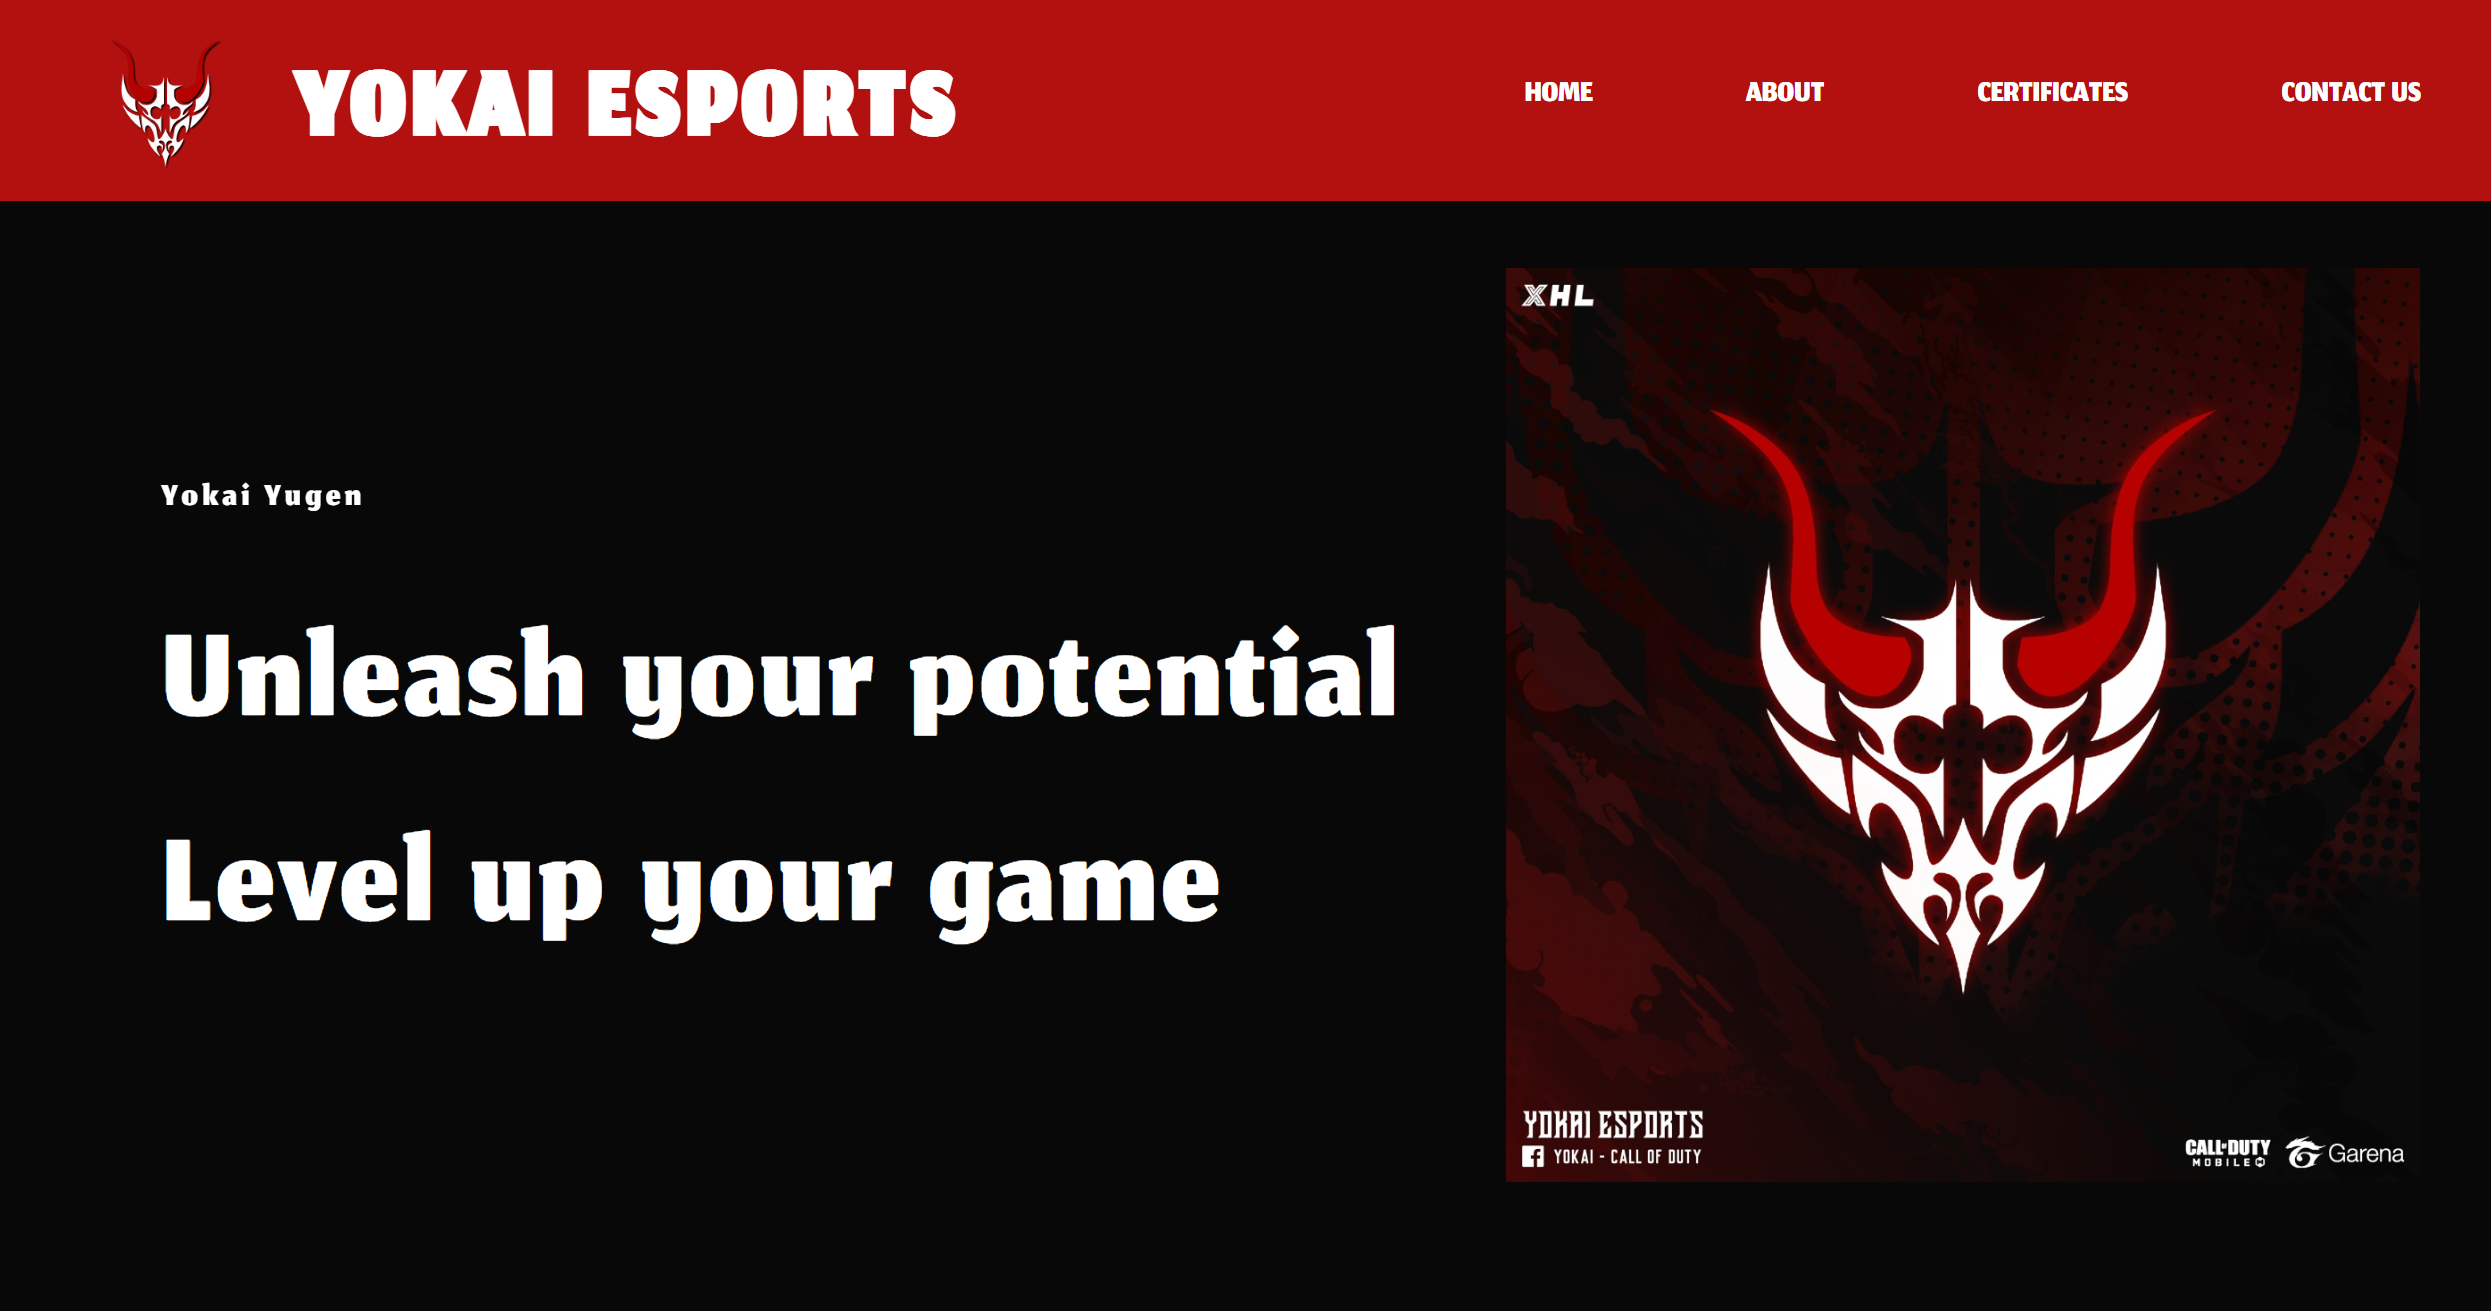 YOKAI ESPORTS
HOME ABOUT CERTIFICATES CONTACT US
XHL
Yokai Yugen
Unleash your potential
Level up your game
YOKAI ESPORTS
YOKAI - CALL OF DUTY
CALL OF DUTY
MOBILE
Garena